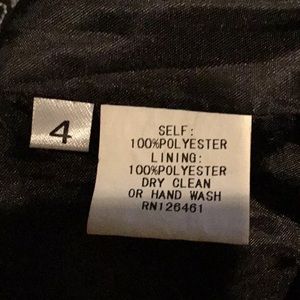 4
SELF:
100%POLYESTER
LINING:
100%POLYESTER
DRY CLEAN
OR HAND WASH
RN126461